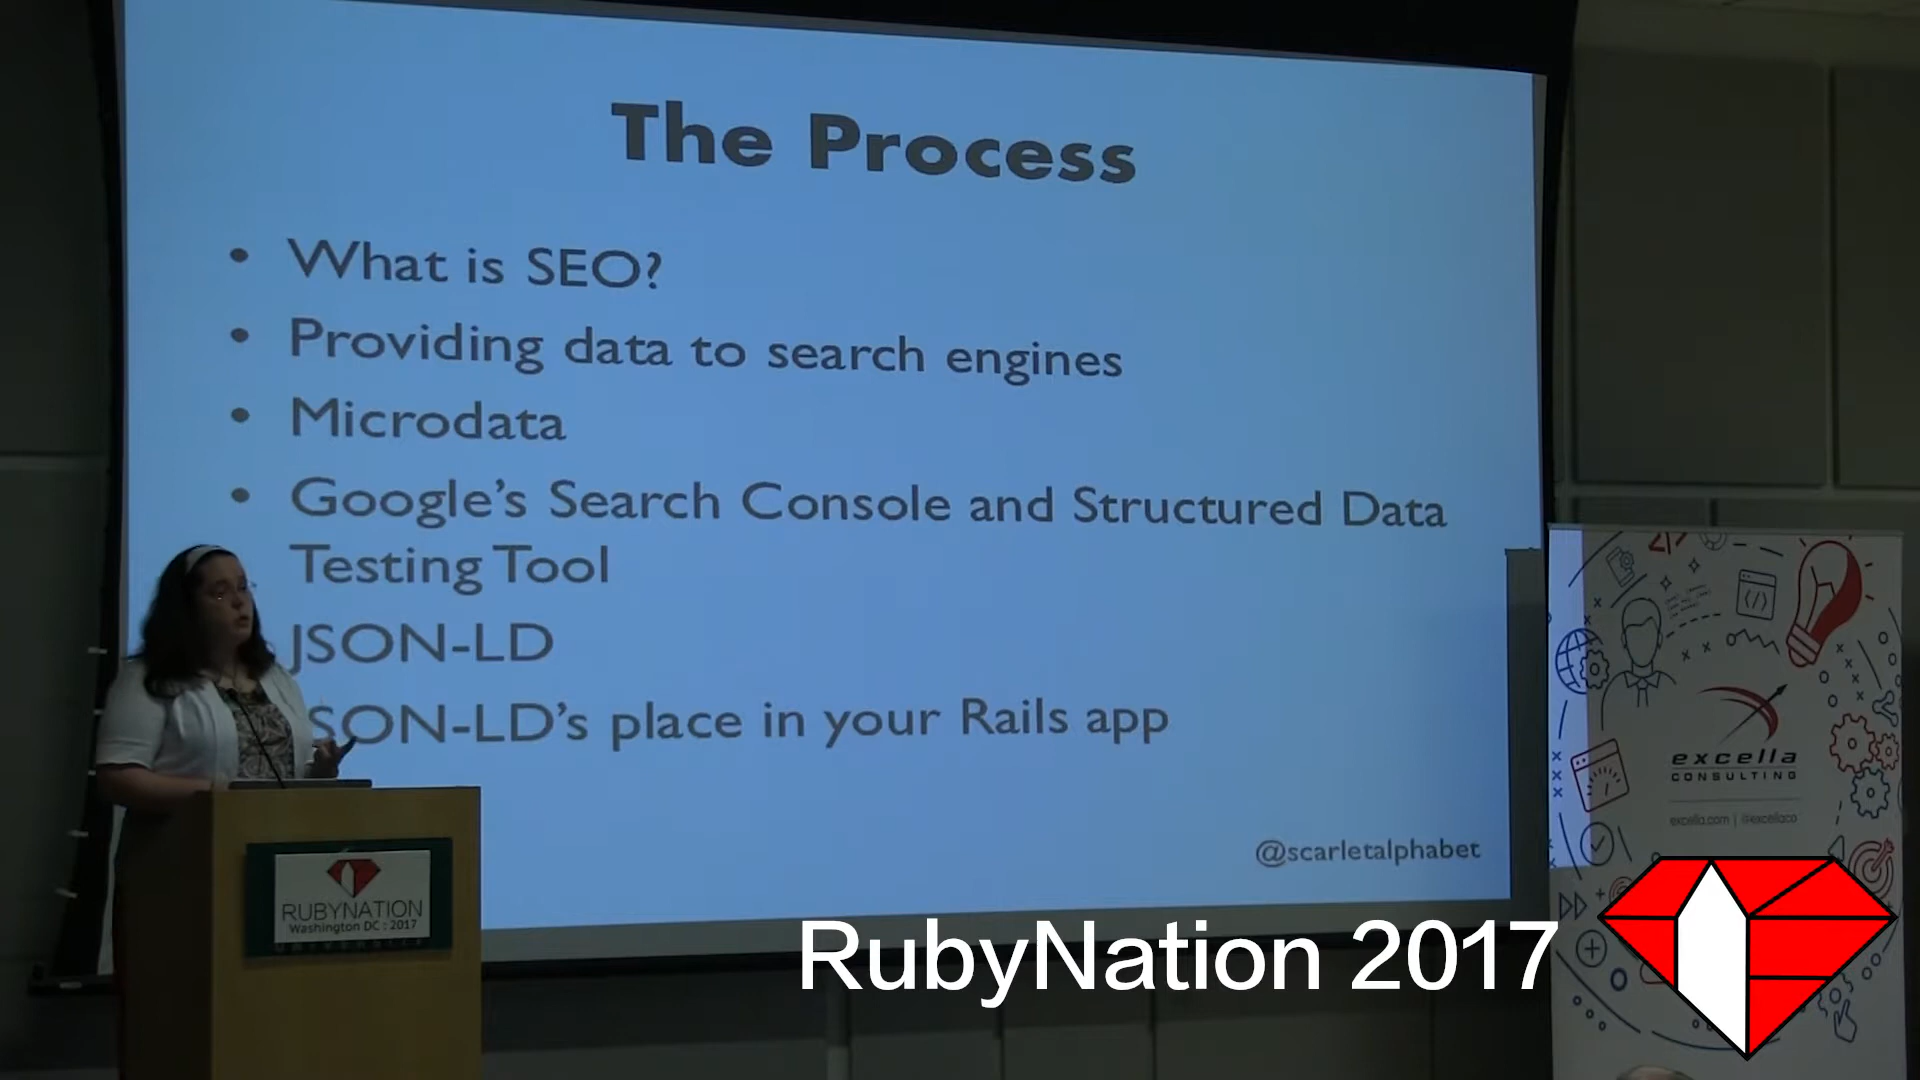 The Process
• What is SEO?
• Providing data to search engines
• Microdata
• Google's Search Console and Structured Data
Testing Tool
JSON-LD
SON-LD's place in your Rails app
@scarletalphabet
RUBYNATION
Washington DC : 2017
excella
CONSULTING
excella.com | @excellaco
RubyNation 2017